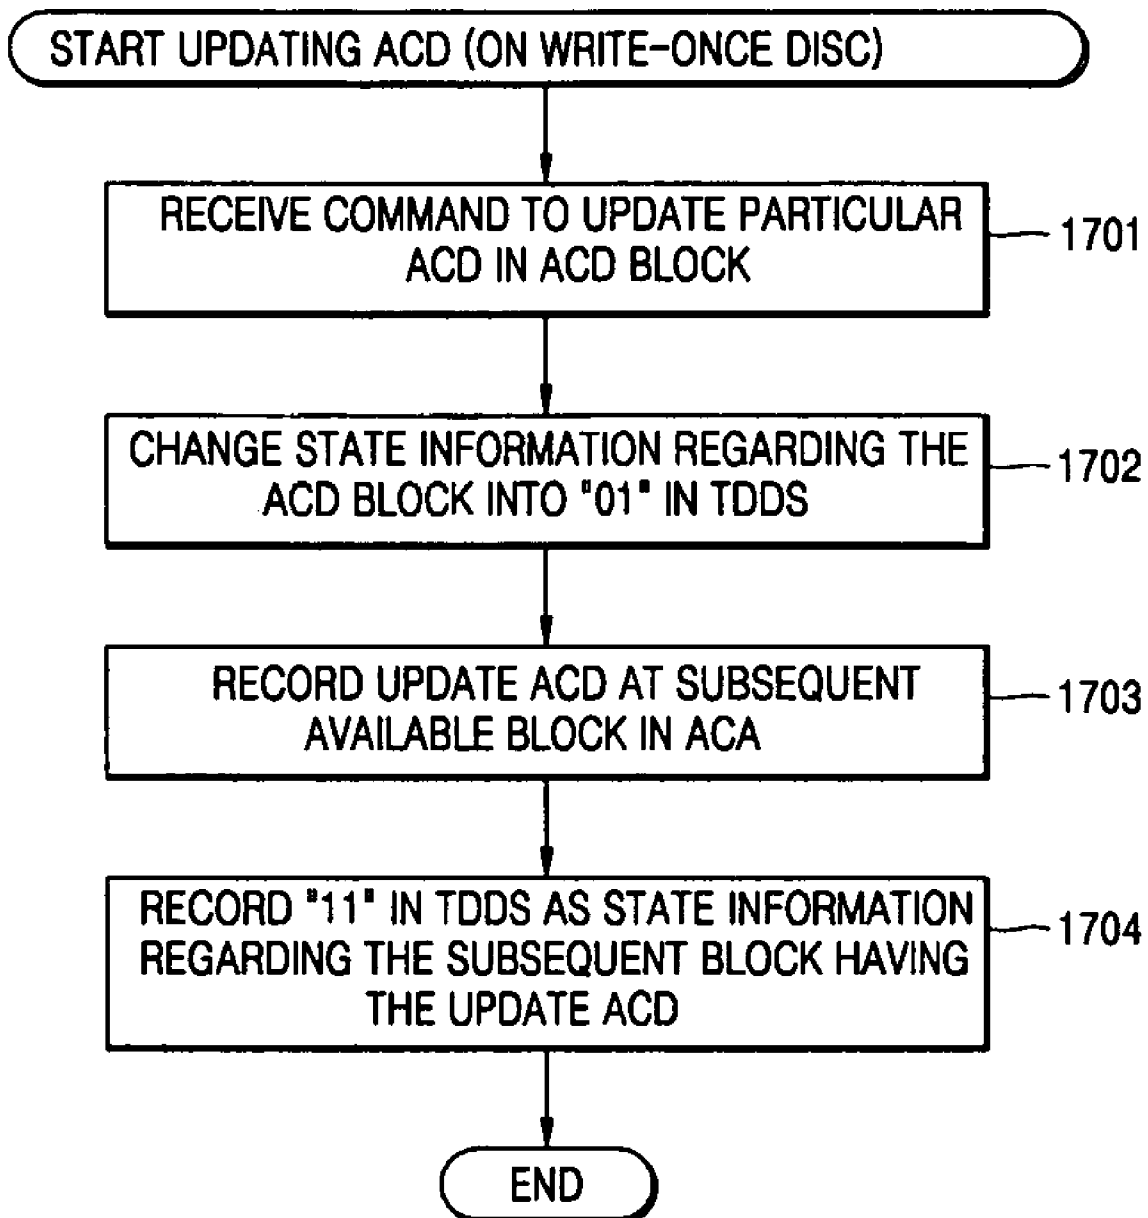 START UPDATING ACD (ON WRITE-ONCE DISC)
RECEIVE COMMAND TO UPDATE PARTICULAR
ACD IN ACD BLOCK
1701
CHANGE STATE INFORMATION REGARDING THE
ACD BLOCK INTO "01" IN TDDS
1702
RECORD UPDATE ACD AT SUBSEQUENT
AVAILABLE BLOCK IN ACA
1703
RECORD "11" IN TDDS AS STATE INFORMATION
REGARDING THE SUBSEQUENT BLOCK HAVING
THE UPDATE ACD
1704
END